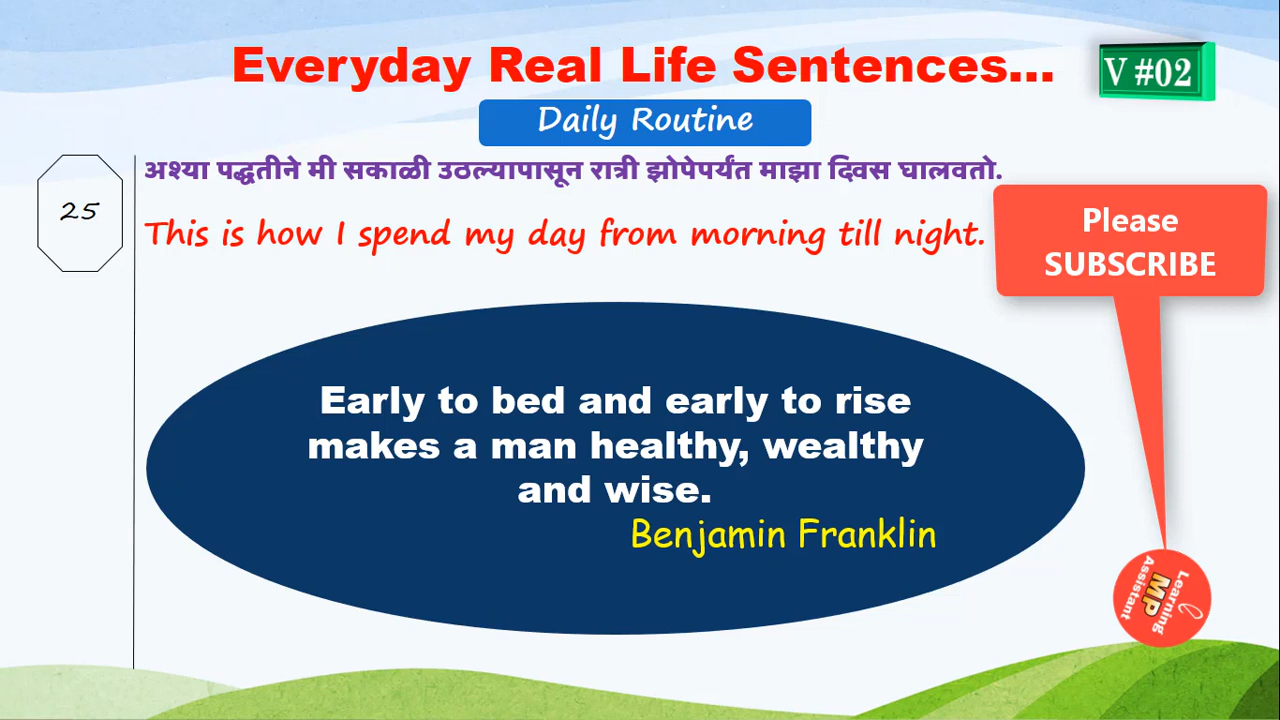 Everyday Real Life Sentences...
V #02
Daily Routine
25
अश्या पद्धतीने मी सकाळी उठल्यापासून रात्री झोपेपर्यंत माझा दिवस घालवतो.
This is how I spend my day from morning till night.
Please
SUBSCRIBE
Early to bed and early to rise
makes a man healthy, wealthy
and wise.
Benjamin Franklin
Learning
MP
Assistant